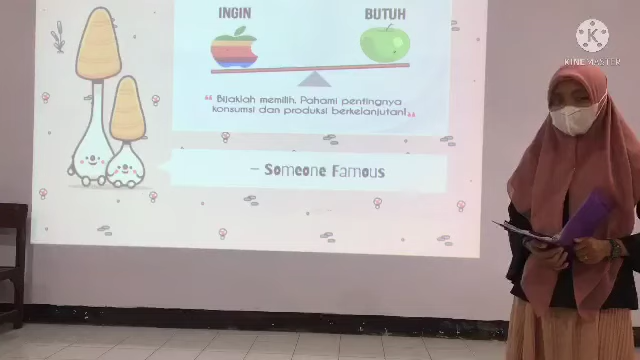 INGIN
BUTUH
“Bijaklah memilih. Pahami pentingnya
konsumsi dan produksi berkelanjutan!„
– Someone Famous
K
KINEMASTER